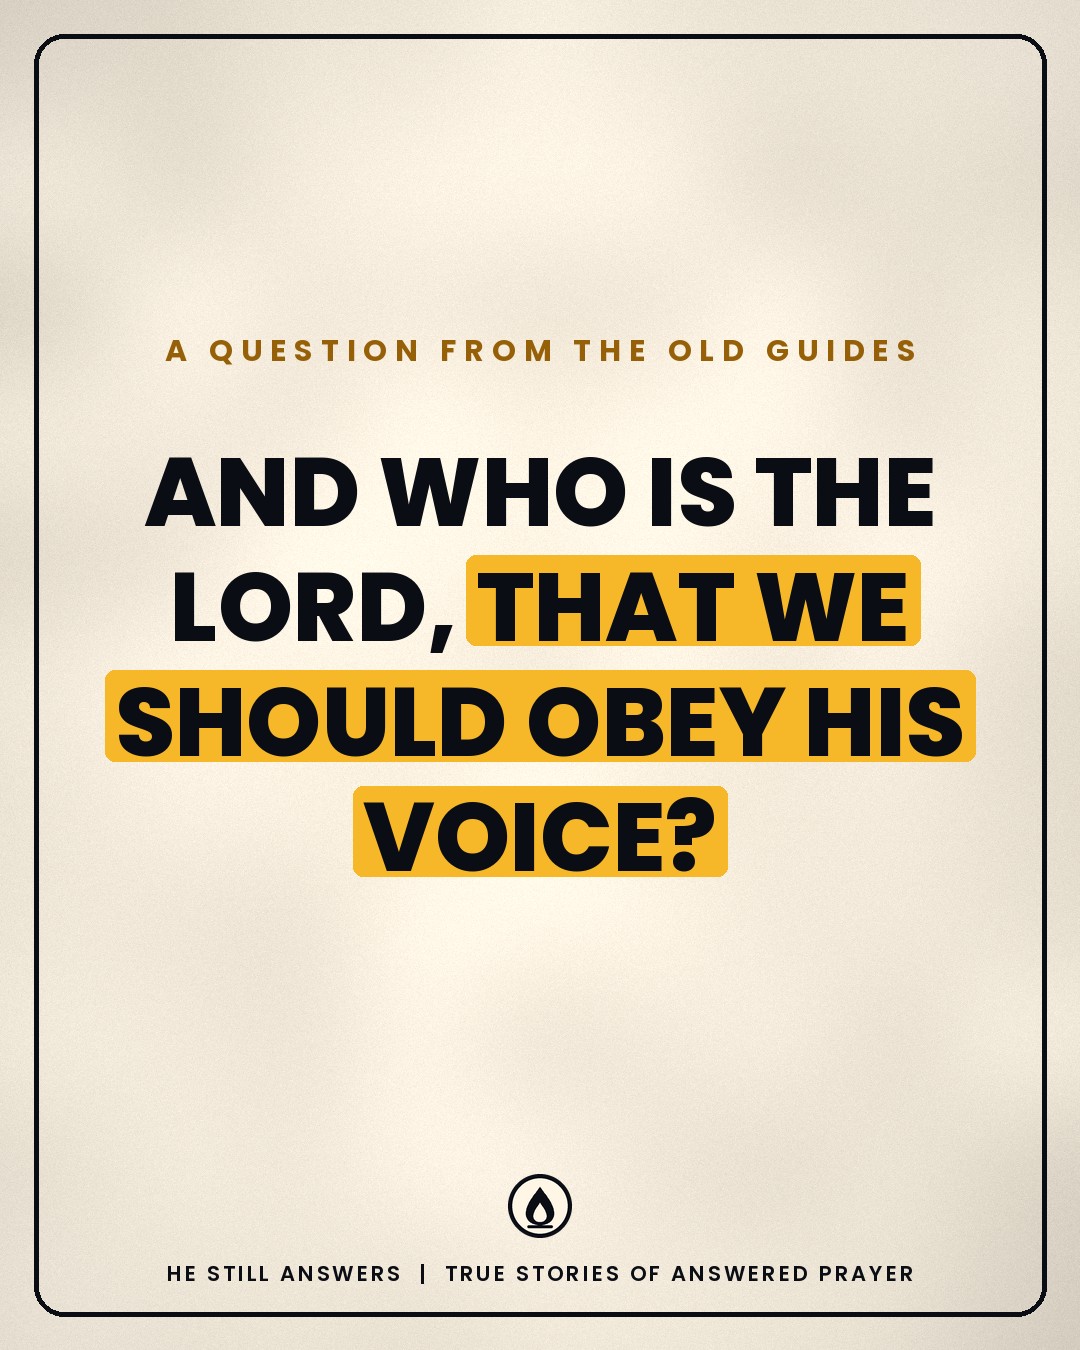 A QUESTION FROM THE OLD GUIDES
AND WHO IS THE
LORD, THAT WE
SHOULD OBEY HIS
VOICE?
HE STILL ANSWERS | TRUE STORIES OF ANSWERED PRAYER